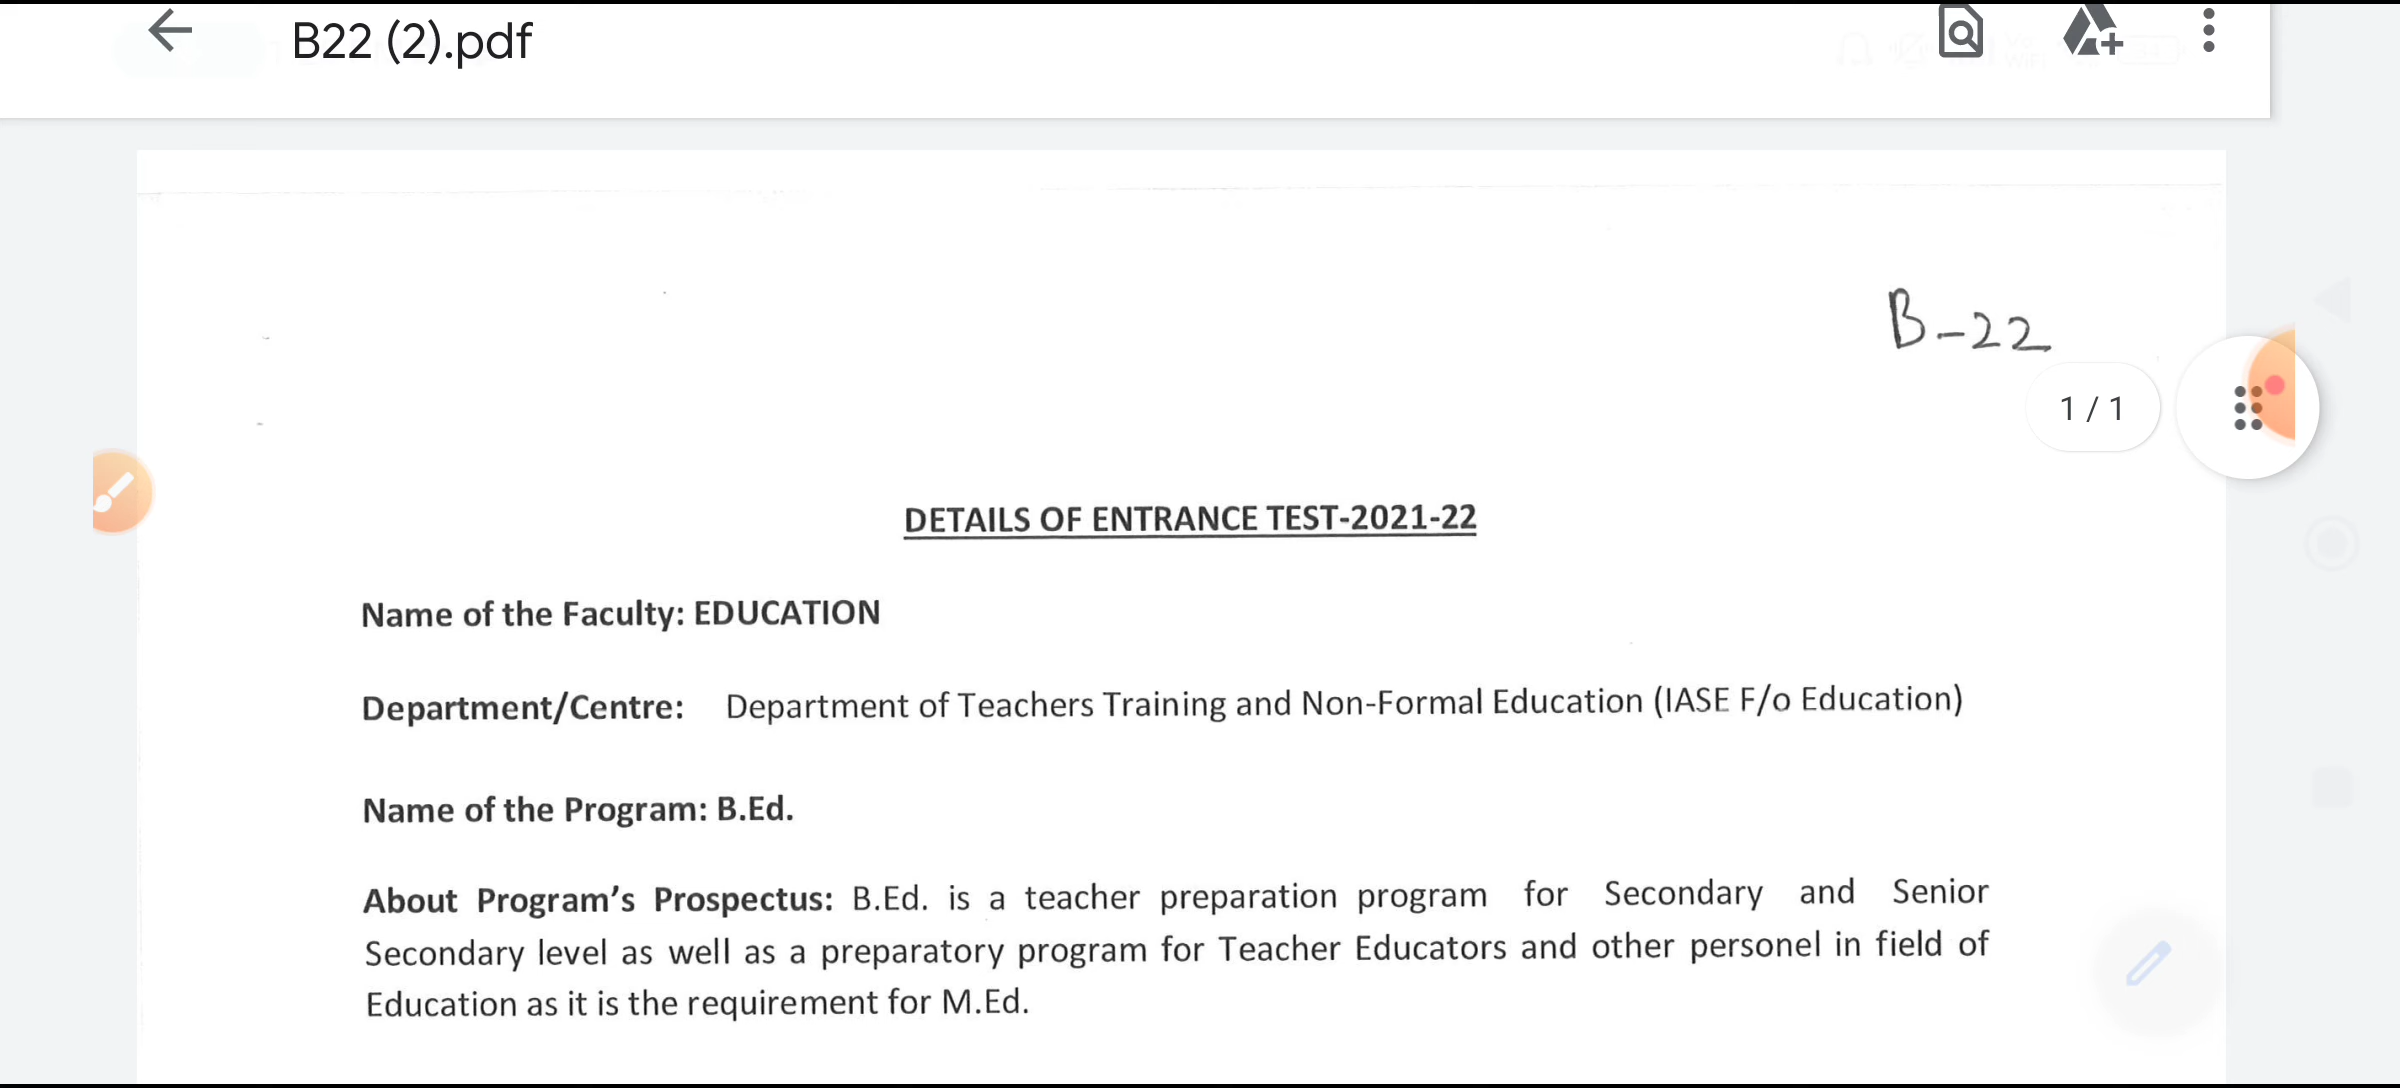 B22 (2).pdf
B-22
1 / 1
DETAILS OF ENTRANCE TEST-2021-22
Name of the Faculty: EDUCATION
Department/Centre: Department of Teachers Training and Non-Formal Education (IASE F/o Education)
Name of the Program: B.Ed.
About Program's Prospectus: B.Ed. is a teacher preparation program for Secondary and Senior
Secondary level as well as a preparatory program for Teacher Educators and other personel in field of
Education as it is the requirement for M.Ed.